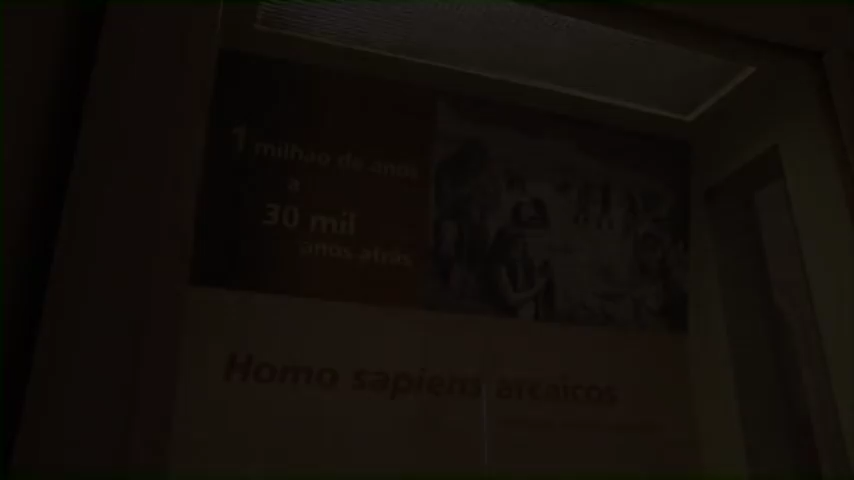 1 milhão de anos
a
30 mil
anos atrás
Homo sapiens arcaicos